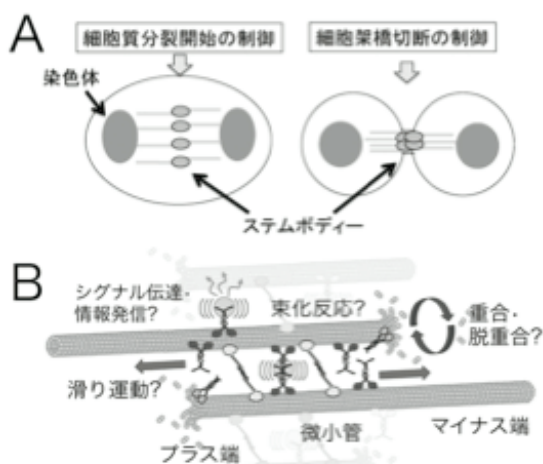 A
細胞質分裂開始の制御
細胞架橋切断の制御
染色体
ステムボディー
B
シグナル伝達・
情報発信?
束化反応?
重合・
脱重合?
滑り運動?
微小管
マイナス端
プラス端